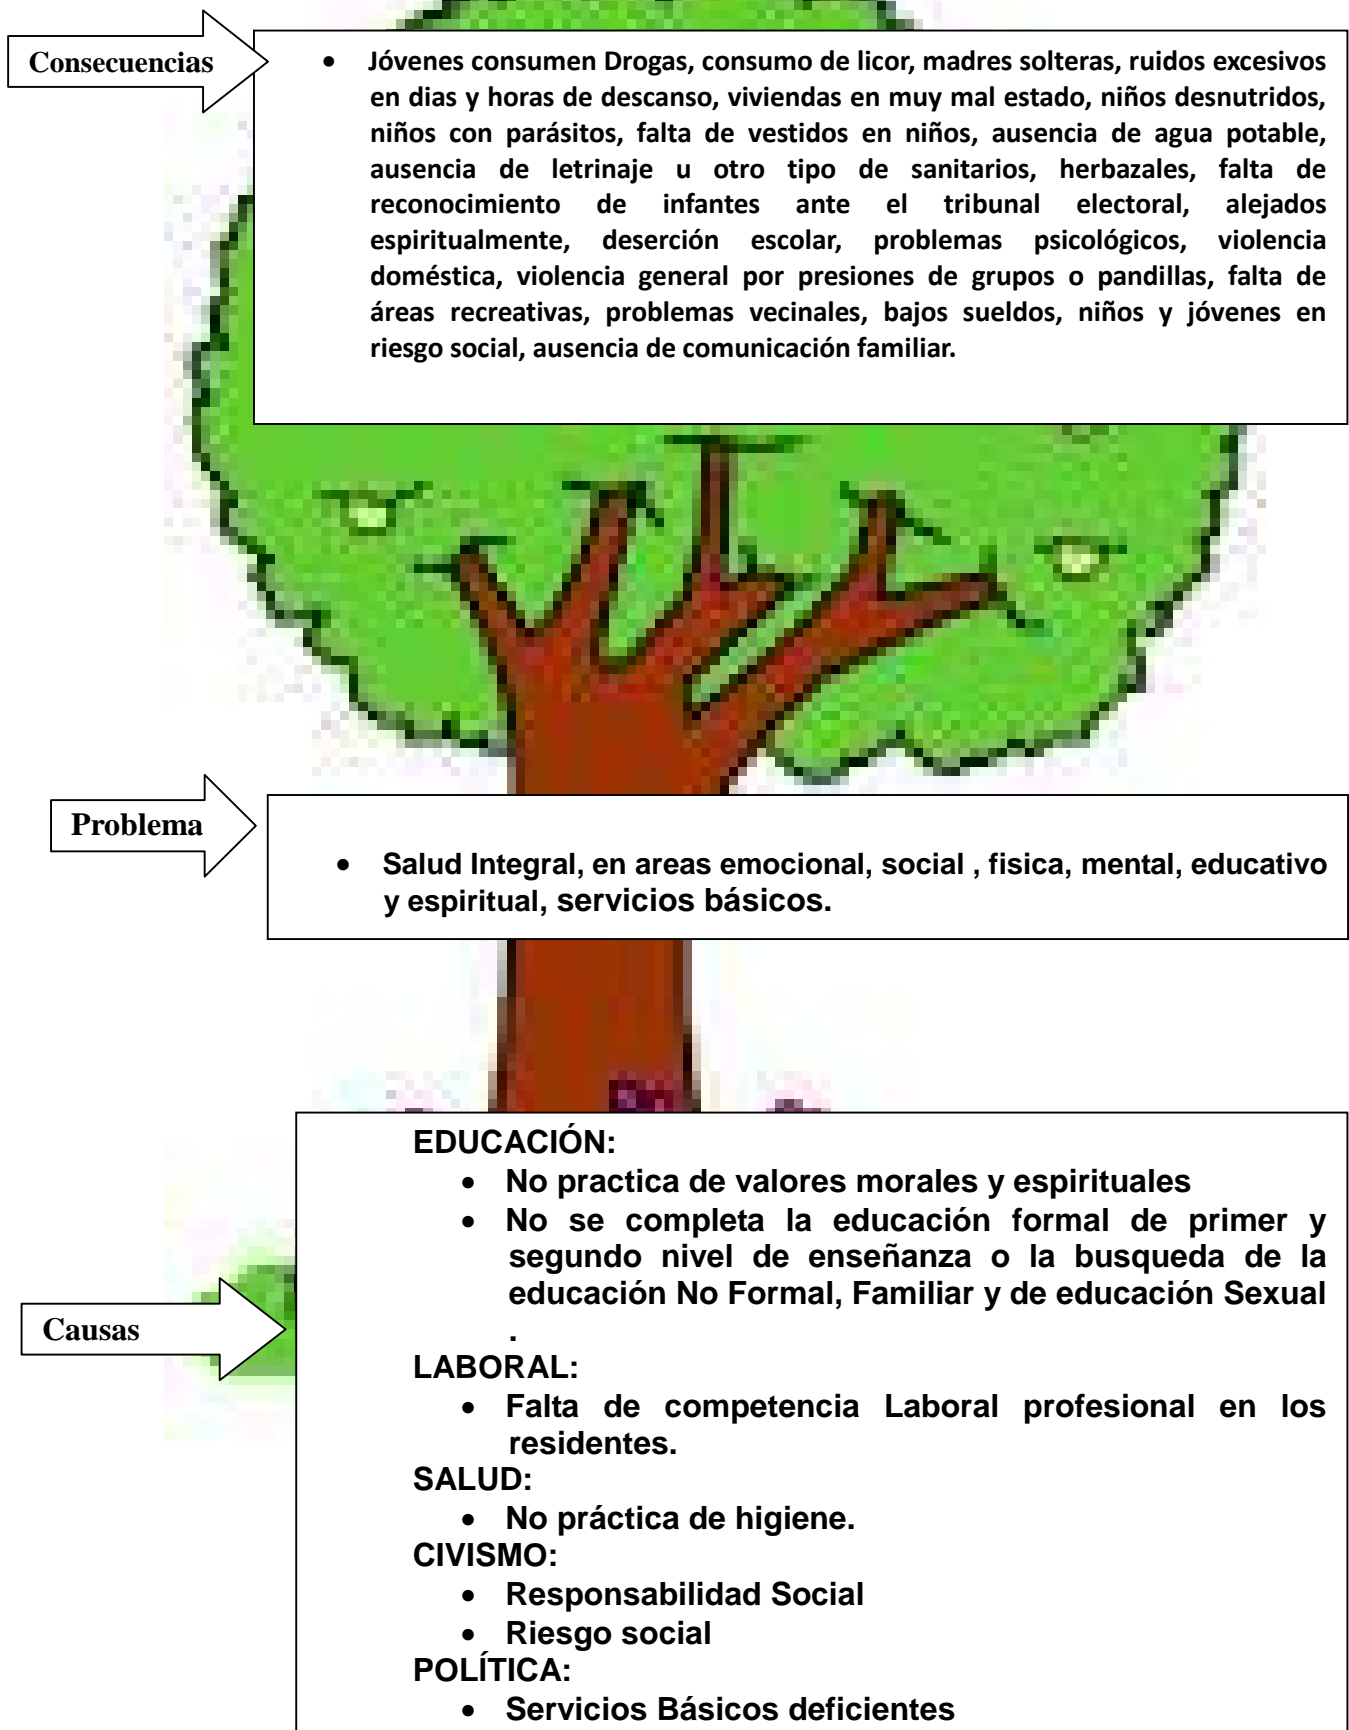 Consecuencias
• Jóvenes consumen Drogas, consumo de licor, madres solteras, ruidos excesivos
en dias y horas de descanso, viviendas en muy mal estado, niños desnutridos,
niños con parásitos, falta de vestidos en niños, ausencia de agua potable,
ausencia de letrinaje u otro tipo de sanitarios, herbazales, falta de
reconocimiento de infantes ante el tribunal electoral, alejados
espiritualmente, deserción escolar, problemas psicológicos, violencia
doméstica, violencia general por presiones de grupos o pandillas, falta de
áreas recreativas, problemas vecinales, bajos sueldos, niños y jóvenes en
riesgo social, ausencia de comunicación familiar.
Problema
• Salud Integral, en areas emocional, social , fisica, mental, educativo
y espiritual, servicios básicos.
Causas
EDUCACIÓN:
• No practica de valores morales y espirituales
• No se completa la educación formal de primer y
segundo nivel de enseñanza o la busqueda de la
educación No Formal, Familiar y de educación Sexual
.
LABORAL:
• Falta de competencia Laboral profesional en los
residentes.
SALUD:
• No práctica de higiene.
CIVISMO:
• Responsabilidad Social
• Riesgo social
POLÍTICA:
• Servicios Básicos deficientes